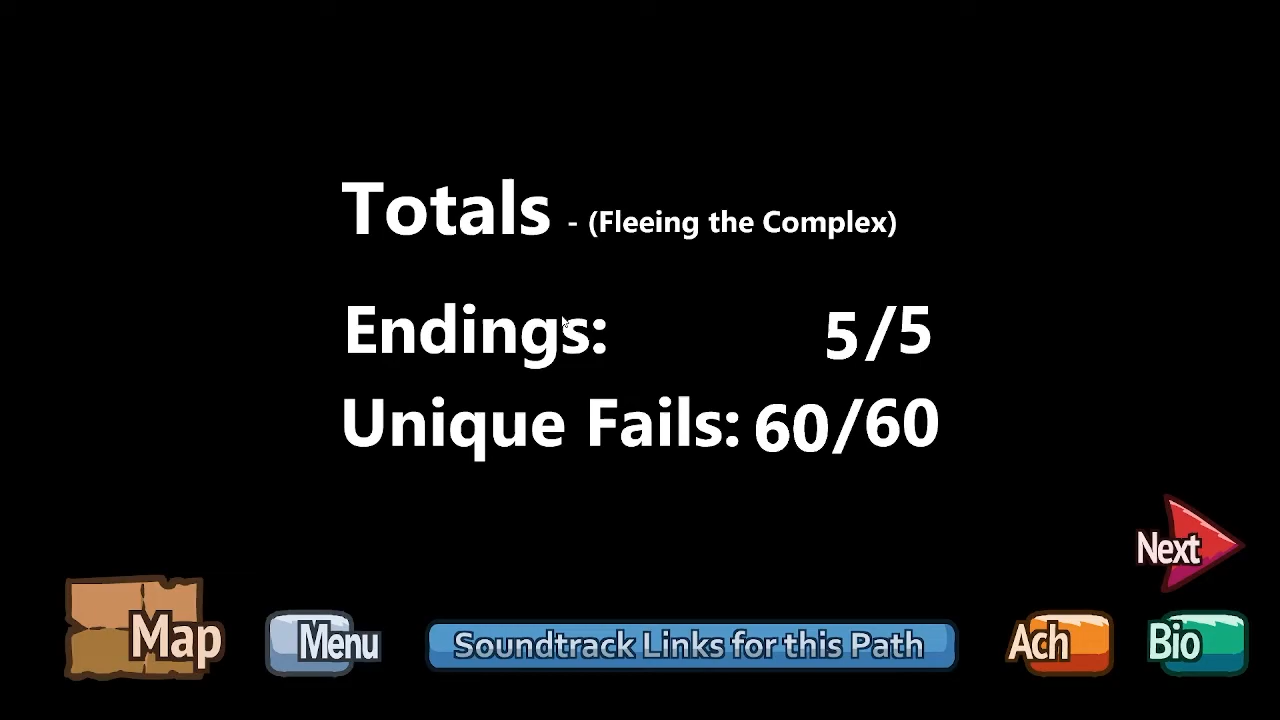 Totals - (Fleeing the Complex)
Endings: 5/5
Unique Fails: 60/60
Next
Map
Menu
Soundtrack Links for this Path
Ach
Bio